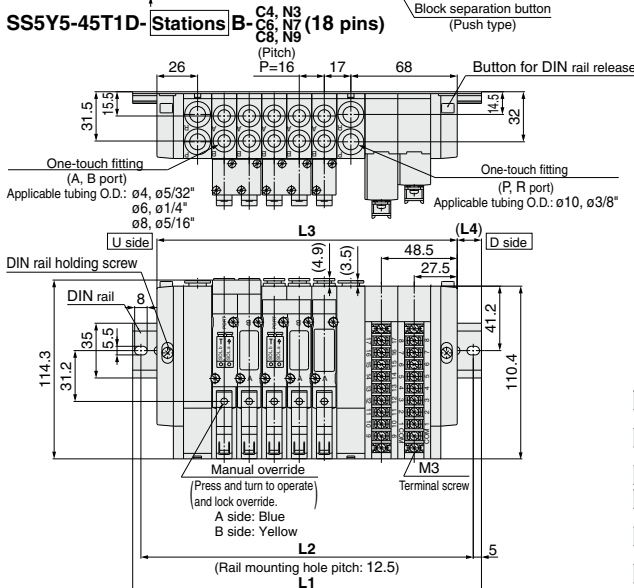 Block separation button
(Push type)
SS5Y5-45T1D- Stations B- C4, N3
C6, N7
C8, N9
(18 pins)
(Pitch)
P=16
26
17
68
Button for DIN rail release
31.5
15.5
14.5
32
One-touch fitting
(A, B port)
Applicable tubing O.D.: ø4, ø5/32"
ø6, ø1/4"
ø8, ø5/16"
One-touch fitting
(P, R port)
Applicable tubing O.D.: ø10, ø3/8"
L3
(L4)
U side
D side
(4.9)
(3.5)
48.5
27.5
DIN rail holding screw
DIN rail
8
35
5.5
114.3
31.2
41.2
110.4
Manual override
(Press and turn to operate
and lock override.)
A side: Blue
B side: Yellow
M3
Terminal screw
L2
5
(Rail mounting hole pitch: 12.5)
L1